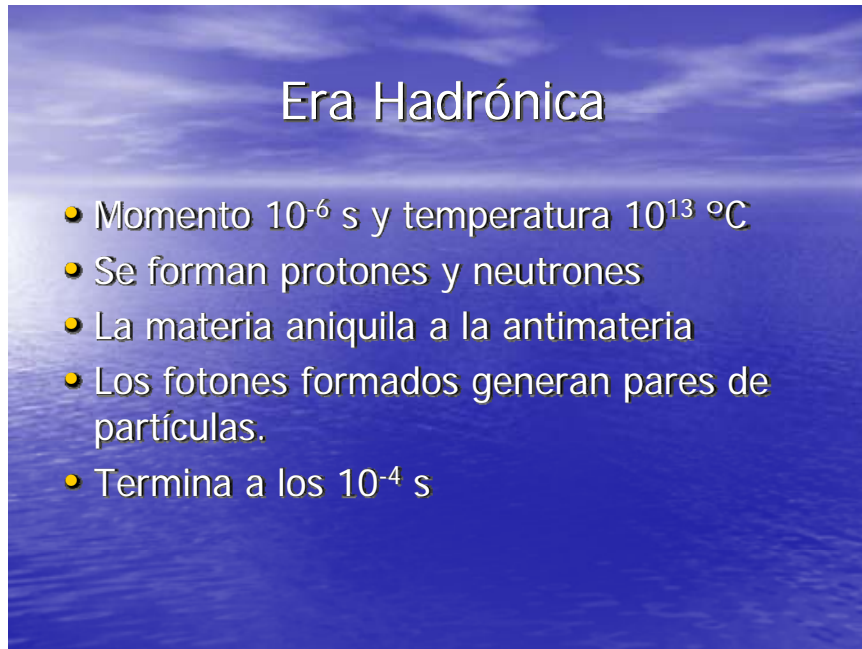 Era Hadrónica
• Momento 10⁻⁶ s y temperatura 10¹³ ºC
• Se forman protones y neutrones
• La materia aniquila a la antimateria
• Los fotones formados generan pares de
partículas.
• Termina a los 10⁻⁴ s